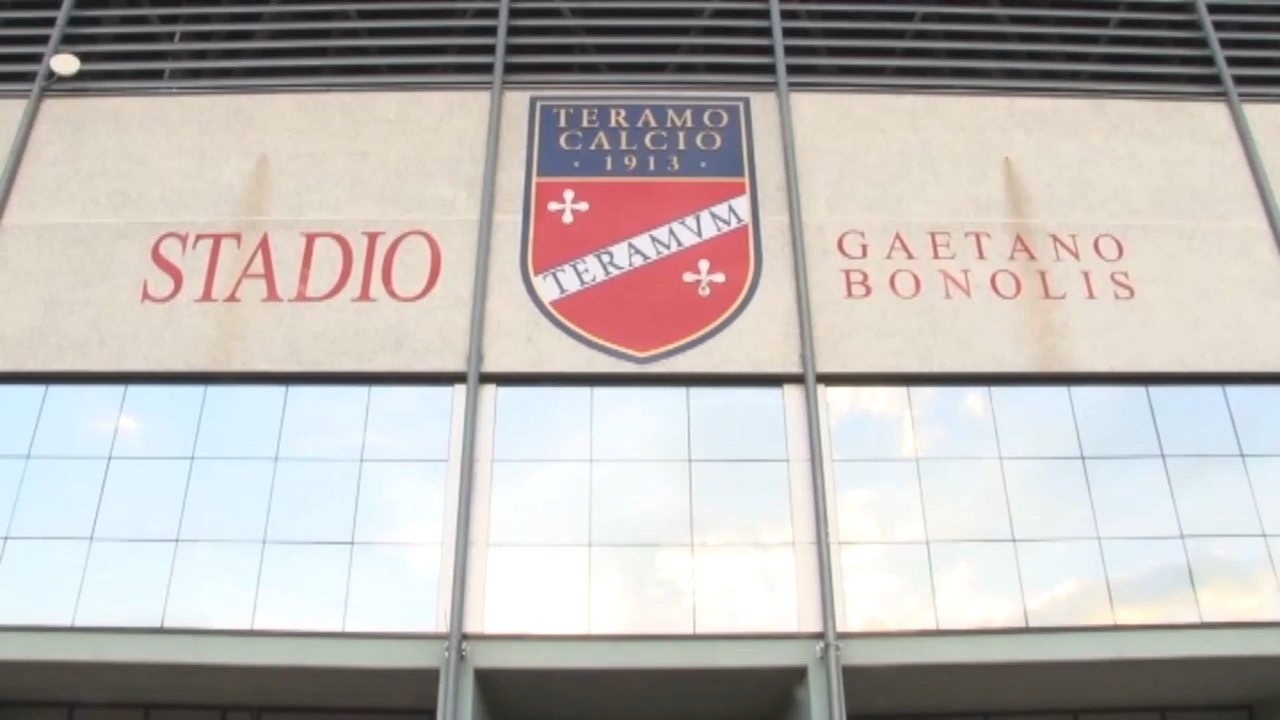 STADIO
TERAMO
CALCIO
· 1913 ·
TERAMVM
GAETANO
BONOLIS